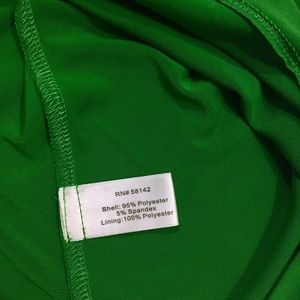 RN# 58142
Shell: 95% Polyester
5% Spandex
Lining:100% Polyester